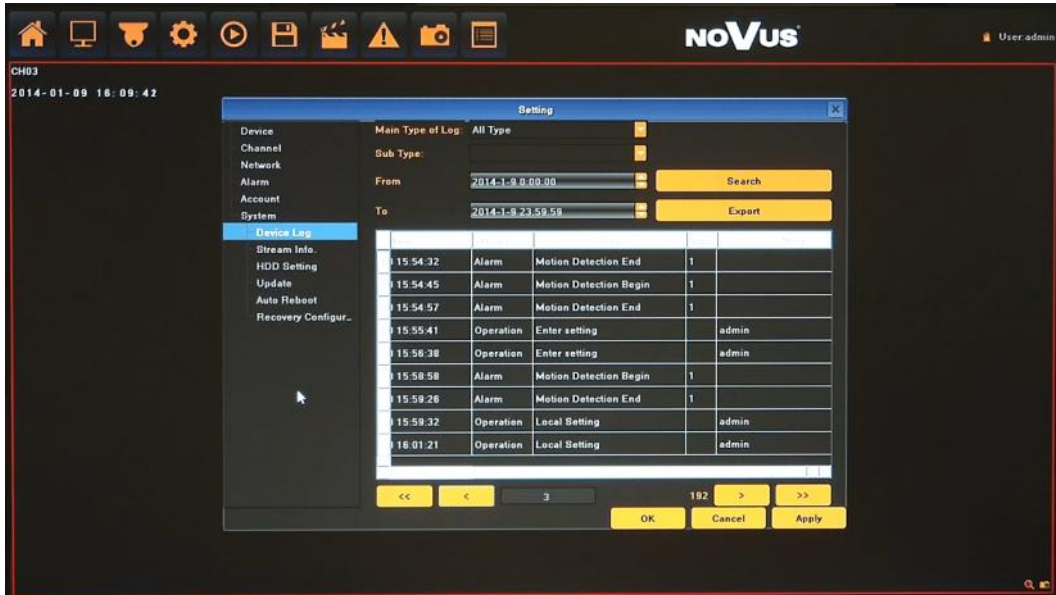 NOVUS
User:admin
CH03
2014-01-09 16:09:42
Setting
Device
Channel
Network
Alarm
Account
System
Device Log
Stream Info.
HDD Setting
Update
Auto Reboot
Recovery Configur...
Main Type of Log: All Type
Sub Type:
From 2014-1-9 0:00:00 Search
To 2014-1-9 23:59:59 Export
15:54:32 Alarm Motion Detection End 1
15:54:45 Alarm Motion Detection Begin 1
15:54:57 Alarm Motion Detection End 1
15:55:41 Operation Enter setting admin
15:56:38 Operation Enter setting admin
15:58:58 Alarm Motion Detection Begin 1
15:59:26 Alarm Motion Detection End 1
15:59:32 Operation Local Setting admin
16:01:21 Operation Local Setting admin
<< < 3 192 > >>
OK Cancel Apply